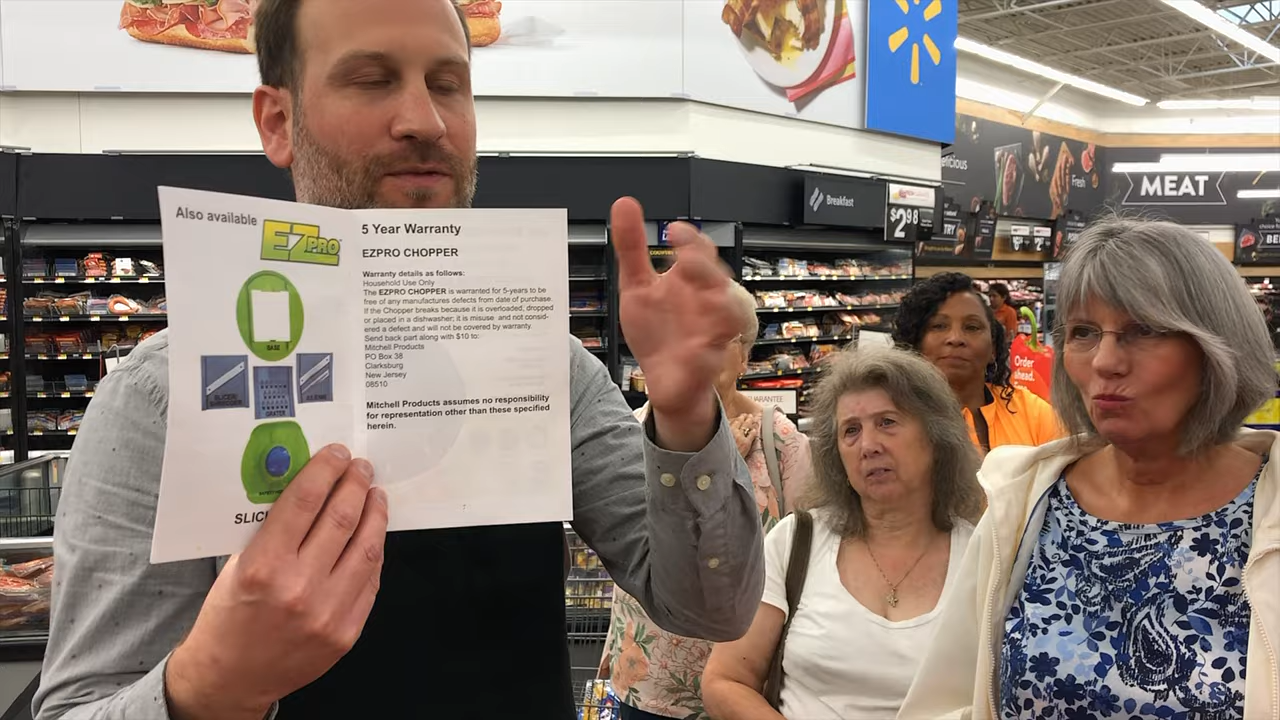 Also available
EZPRO
BASE
SLICER/
GRATER
SLIC
5 Year Warranty
EZPRO CHOPPER
Warranty details as follows:
Household Use Only
The EZPRO CHOPPER is warranted for 5-years to be
free of any manufactures defects from date of purchase.
If the Chopper breaks because it is overloaded, dropped
or placed in a dishwasher; it is misuse and not consid-
ered a defect and will not be covered by warranty.
Send back part along with $10 to:
Mitchell Products
PO Box 38
Clarksburg
New Jersey
08510
Mitchell Products assumes no responsibility
for representation other than these specified
herein.
Breakfast
$2 98
Fresh
MEAT
TRY
Order
ahead.